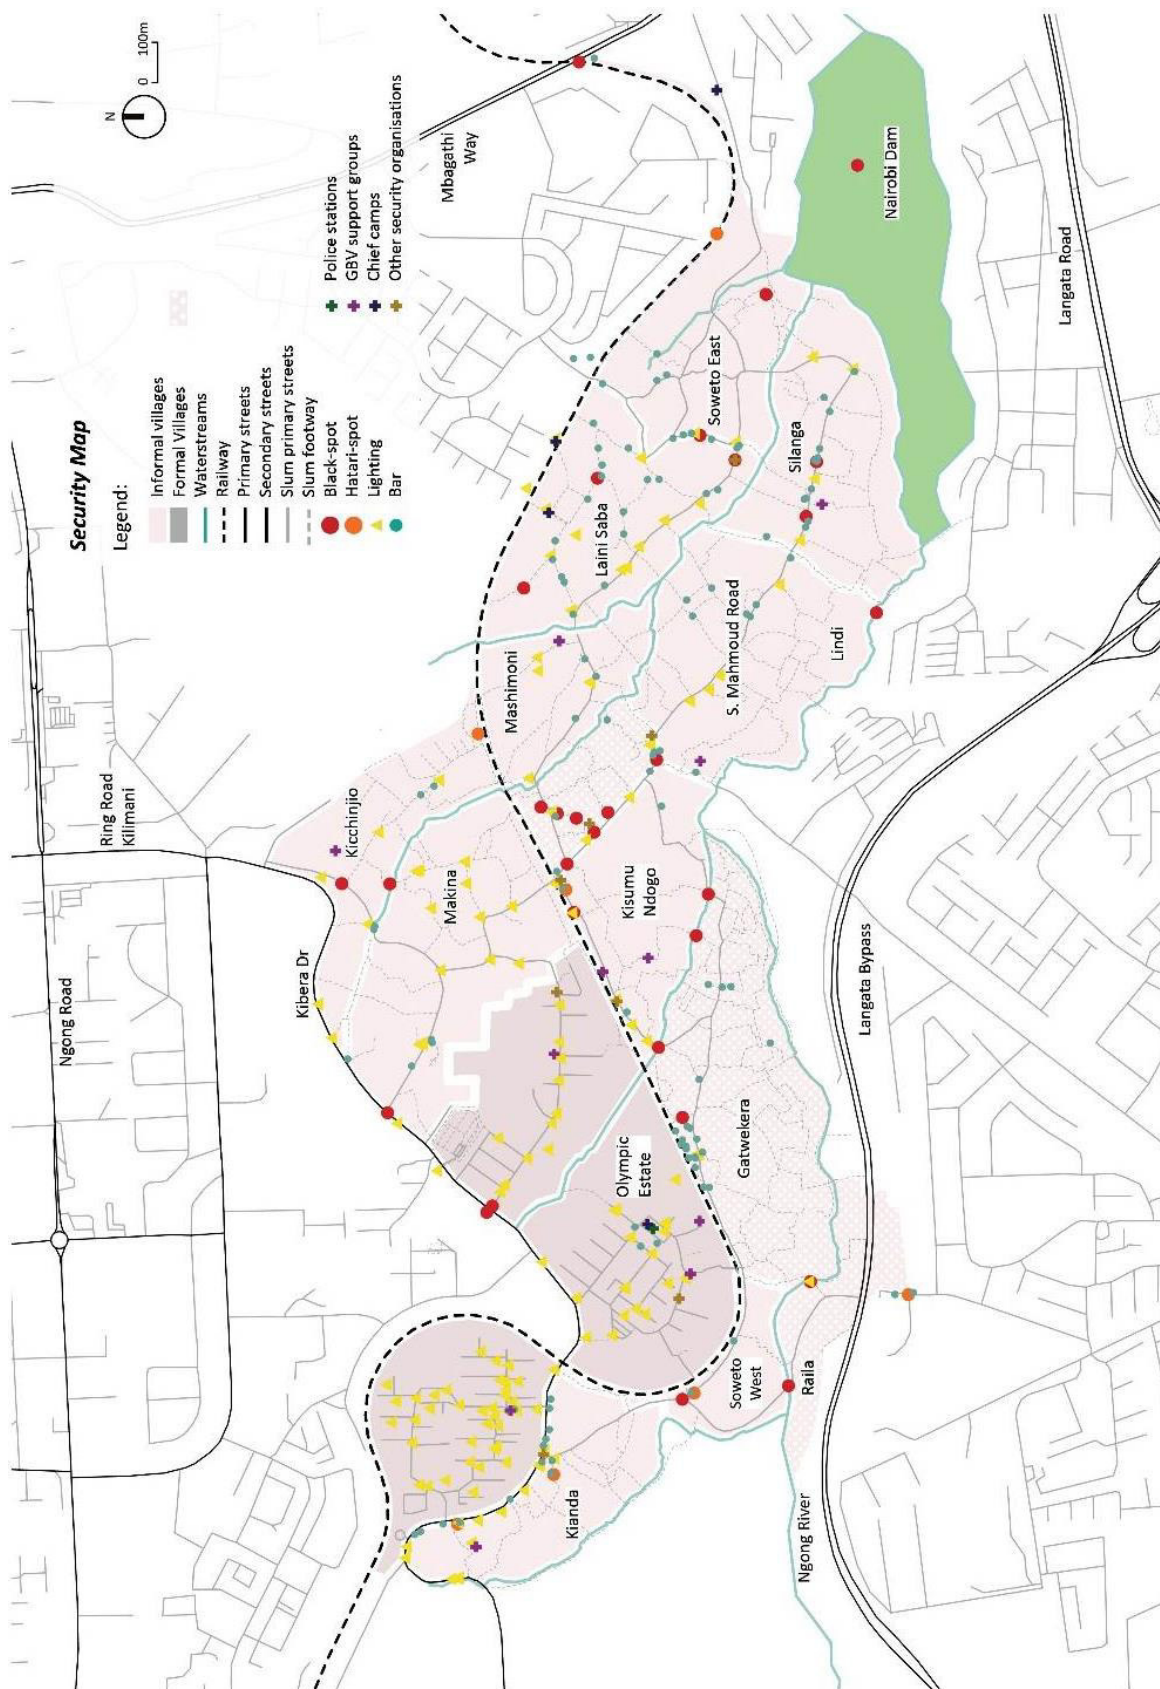 Security Map
Legend:
Informal villages
Formal Villages
Waterstreams
Railway
Primary streets
Secondary streets
Slum primary streets
Slum footway
Black-spot
Hatari-spot
Lighting
Bar
Police stations
GBV support groups
Chief camps
Other security organisations
N
0 100m
Ngong Road
Ring Road
Kilimani
Kibera Dr
Mbagathi
Way
Kicchinjio
Makina
Mashimoni
Laini Saba
Soweto East
Silanga
Nairobi Dam
Langata Road
S. Mahmoud Road
Lindi
Kisumu
Ndogo
Olympic
Estate
Gatwekera
Langata Bypass
Kianda
Soweto
West
Raila
Ngong River